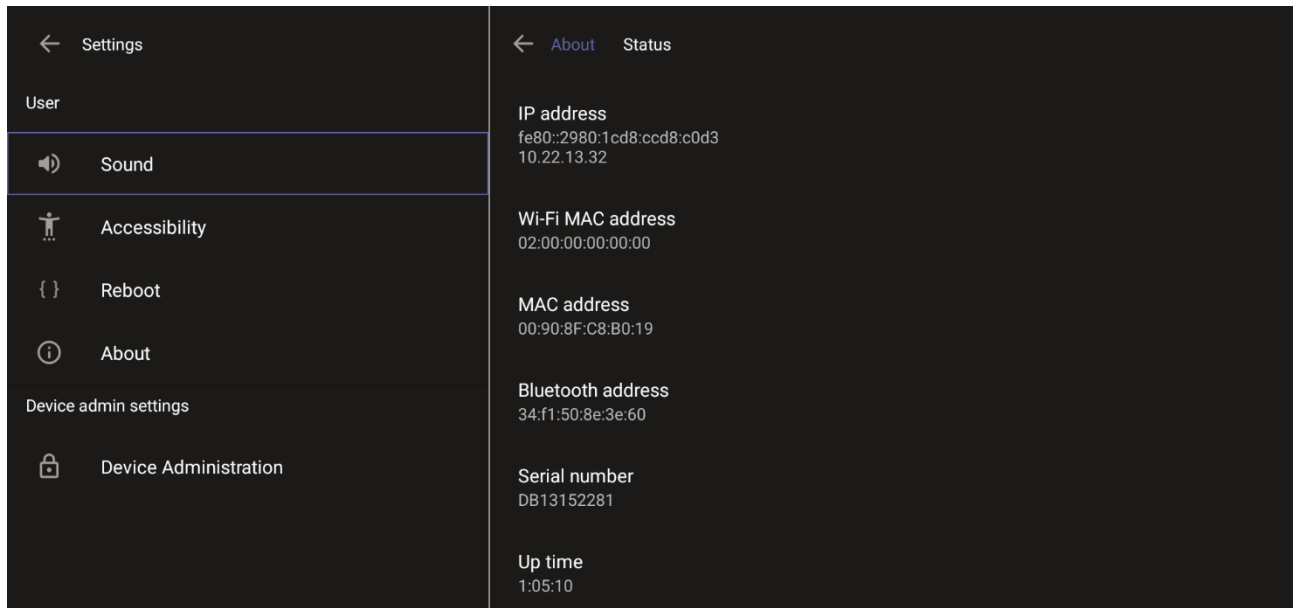 Settings
User
Sound
Accessibility
{ } Reboot
About
Device admin settings
Device Administration
About Status
IP address
fe80::2980:1cd8:ccd8:c0d3
10.22.13.32
Wi-Fi MAC address
02:00:00:00:00:00
MAC address
00:90:8F:C8:B0:19
Bluetooth address
34:f1:50:8e:3e:60
Serial number
DB13152281
Up time
1:05:10